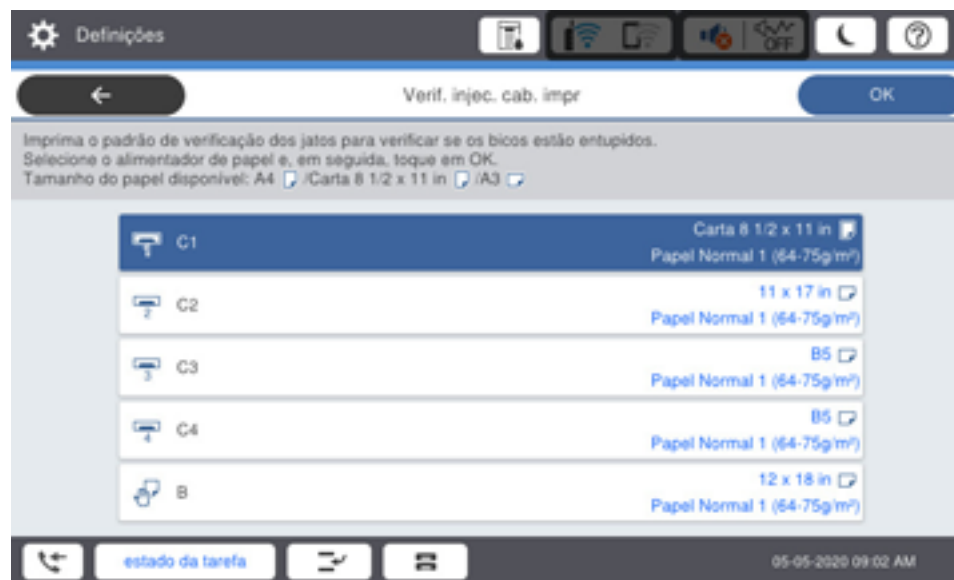 Definições
OFF
Verif. injec. cab. impr
OK
Imprima o padrão de verificação dos jatos para verificar se os bicos estão entupidos.
Selecione o alimentador de papel e, em seguida, toque em OK.
Tamanho do papel disponível: A4 /Carta 8 1/2 x 11 in /A3
1 C1 Carta 8 1/2 x 11 in
Papel Normal 1 (64-75g/m²)
2 C2 11 x 17 in
Papel Normal 1 (64-75g/m²)
3 C3 B5
Papel Normal 1 (64-75g/m²)
4 C4 B5
Papel Normal 1 (64-75g/m²)
B 12 x 18 in
Papel Normal 1 (64-75g/m²)
estado da tarefa
05-05-2020 09:02 AM